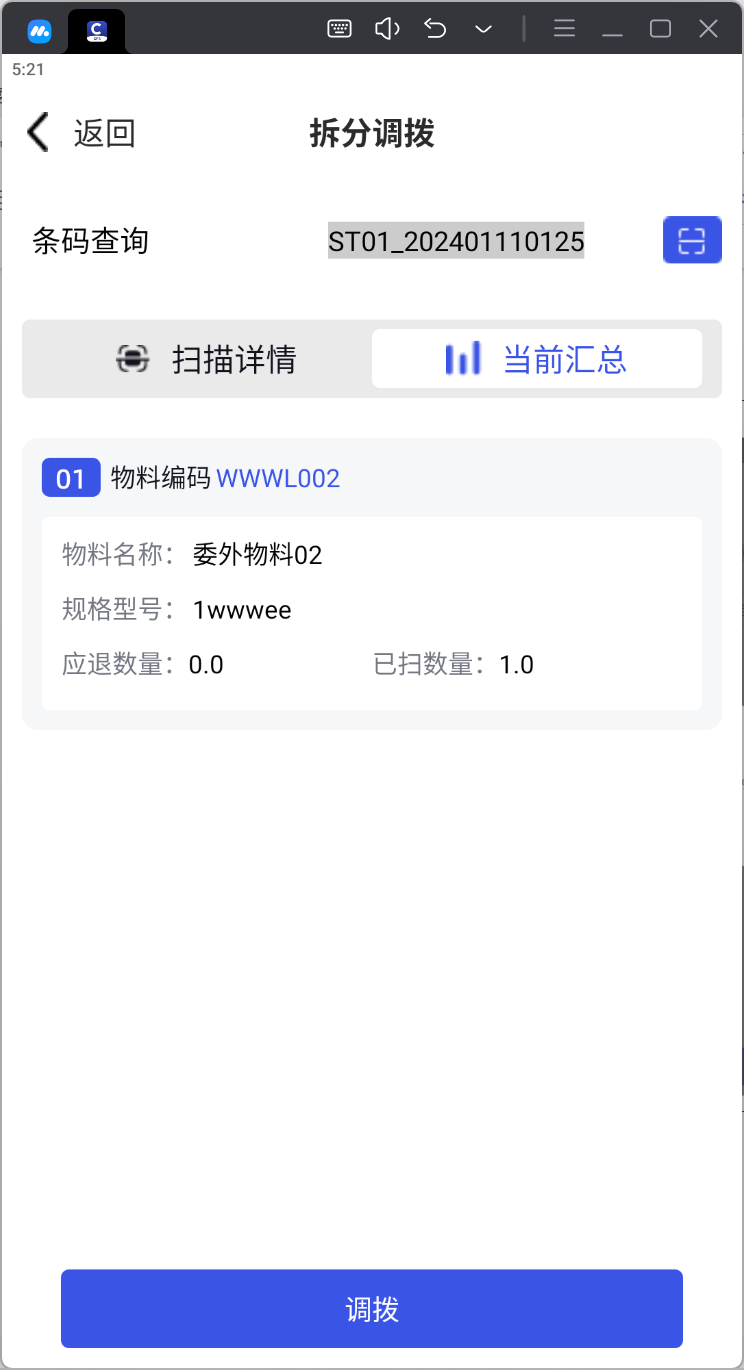 5:21
返回
拆分调拨
条码查询
ST01_202401110125
扫描详情
当前汇总
01 物料编码 WWWL002
物料名称： 委外物料02
规格型号： 1wwwee
应退数量： 0.0 已扫数量： 1.0
调拨